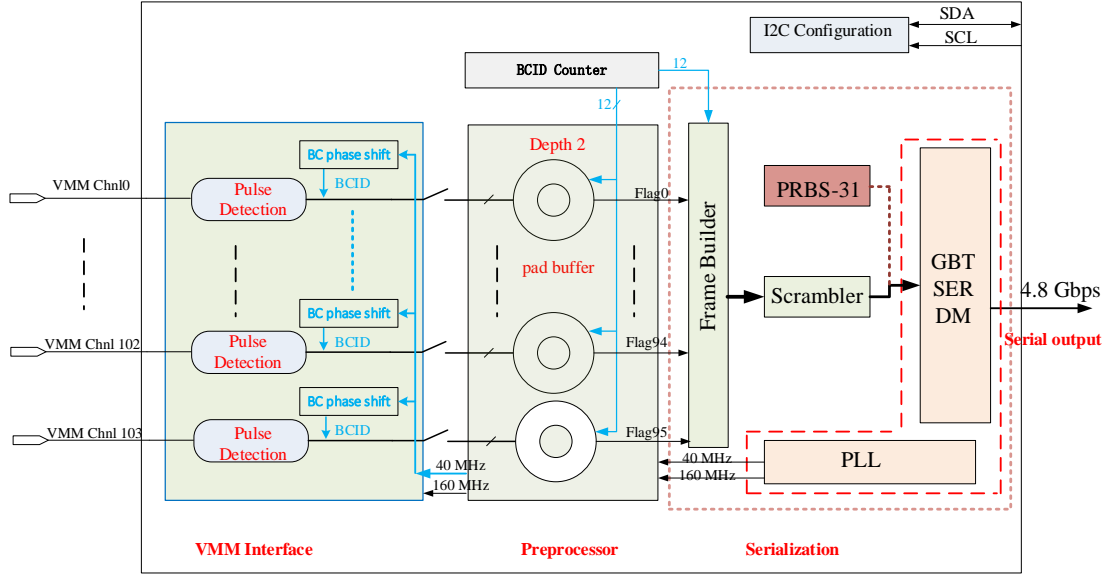 I2C Configuration
SDA
SCL
BCID Counter
12
12
BC phase shift
Depth 2
VMM Chnl0
Pulse
Detection
BCID
Flag0
PRBS-31
pad buffer
Frame Builder
Scrambler
GBT
SER
DM
4.8 Gbps
Serial output
BC phase shift
VMM Chnl 102
Pulse
Detection
BCID
Flag94
BC phase shift
VMM Chnl 103
Pulse
Detection
BCID
Flag95
40 MHz
160 MHz
40 MHz
160 MHz
PLL
VMM Interface
Preprocessor
Serialization